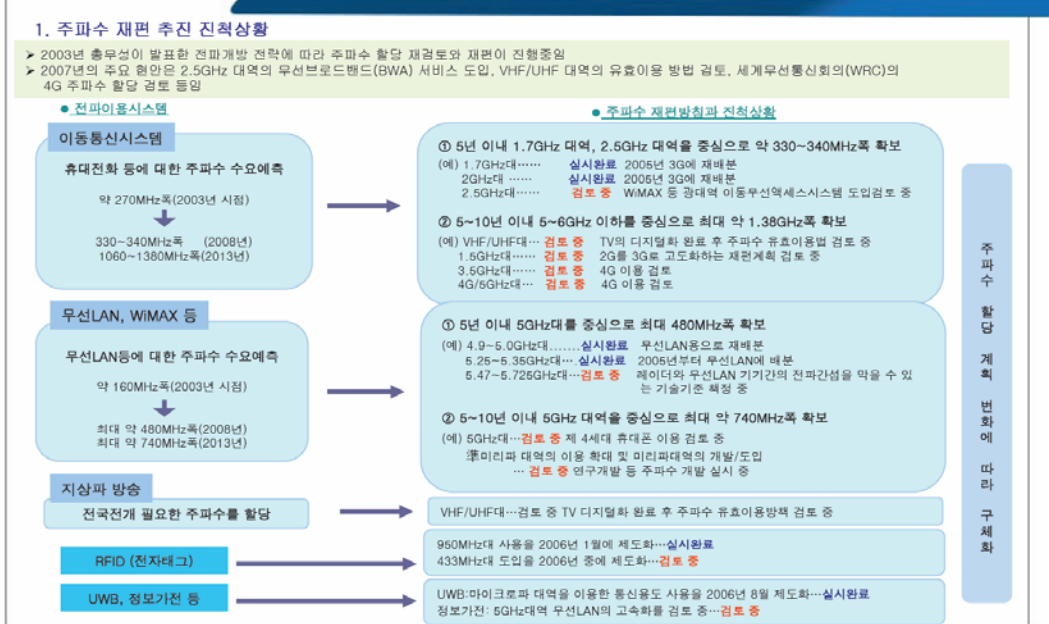 1. 주파수 재편 추진 진척상황
➤ 2003년 총무성이 발표한 전파개방 전략에 따라 주파수 할당 재검토와 재편이 진행중임
➤ 2007년의 주요 현안은 2.5GHz 대역의 무선브로드밴드(BWA) 서비스 도입, VHF/UHF 대역의 유효이용 방법 검토, 세계무선통신회의(WRC)의
4G 주파수 할당 검토 등임
● 전파이용시스템
● 주파수 재편방침과 진척상황
이동통신시스템
휴대전화 등에 대한 주파수 수요예측
약 270MHz폭(2003년 시점)
330~340MHz폭 (2008년)
1060~1380MHz폭(2013년)
① 5년 이내 1.7GHz 대역, 2.5GHz 대역을 중심으로 약 330~340MHz폭 확보
(예) 1.7GHz대…… 실시완료 2005년 3G에 재배분
2GHz대 …… 실시완료 2005년 3G에 재배분
2.5GHz대…… 검토 중 WiMAX 등 광대역 이동무선액세스시스템 도입검토 중
② 5~10년 이내 5~6GHz 이하를 중심으로 최대 약 1.38GHz폭 확보
(예) VHF/UHF대… 검토 중 TV의 디지털화 완료 후 주파수 유효이용법 검토 중
1.5GHz대…… 검토 중 2G를 3G로 고도화하는 재편계획 검토 중
3.5GHz대…… 검토 중 4G 이용 검토
4G/5GHz대… 검토 중 4G 이용 검토
무선LAN, WiMAX 등
무선LAN등에 대한 주파수 수요예측
약 160MHz폭(2003년 시점)
최대 약 480MHz폭(2008년)
최대 약 740MHz폭(2013년)
① 5년 이내 5GHz대를 중심으로 최대 480MHz폭 확보
(예) 4.9~5.0GHz대.......실시완료 무선LAN용으로 재배분
5.25~5.35GHz대… 실시완료 2005년부터 무선LAN에 배분
5.47~5.725GHz대…검토 중 레이더와 무선LAN 기기간의 전파간섭을 막을 수 있
는 기술기준 책정 중
② 5~10년 이내 5GHz 대역을 중심으로 최대 약 740MHz폭 확보
(예) 5GHz대…검토 중 제 4세대 휴대폰 이용 검토 중
準미리파 대역의 이용 확대 및 미리파대역의 개발/도입
… 검토 중 연구개발 등 주파수 개발 실시 중
지상파 방송
전국전개 필요한 주파수를 할당
VHF/UHF대…검토 중 TV 디지털화 완료 후 주파수 유효이용방책 검토 중
RFID (전자태그)
950MHz대 사용을 2006년 1월에 제도화…실시완료
433MHz대 도입을 2006년 중에 제도화…검토 중
UWB, 정보가전 등
UWB:마이크로파 대역을 이용한 통신용도 사용을 2006년 8월 제도화…실시완료
정보가전: 5GHz대역 무선LAN의 고속화를 검토 중…검토 중
주파수 할당 계획 변화에 따라 구체화